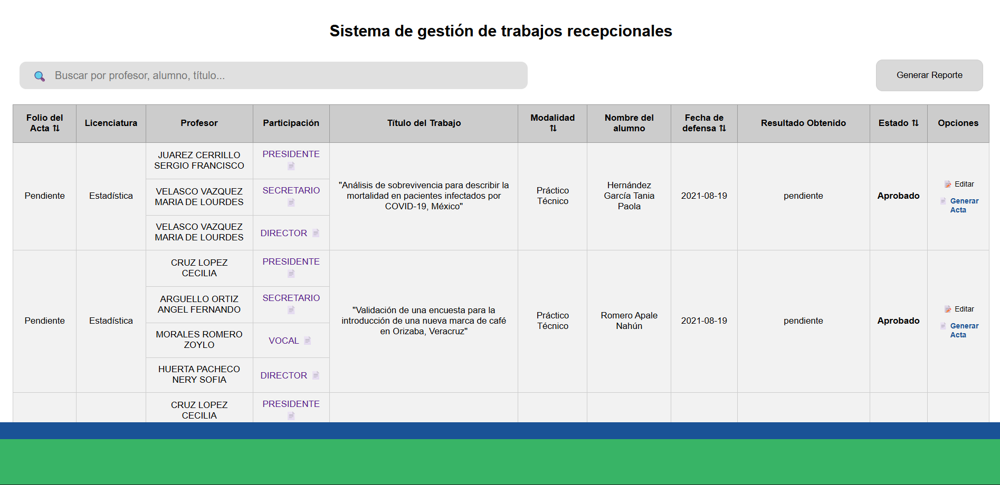 Sistema de gestión de trabajos recepcionales
Buscar por profesor, alumno, título...
Generar Reporte
Folio del
Acta ⇅
Licenciatura
Profesor
Participación
Título del Trabajo
Modalidad
⇅
Nombre del
alumno
Fecha de
defensa ⇅
Resultado Obtenido
Estado ⇅
Opciones
Pendiente
Estadística
JUAREZ CERRILLO
SERGIO FRANCISCO
PRESIDENTE
VELASCO VAZQUEZ
MARIA DE LOURDES
SECRETARIO
VELASCO VAZQUEZ
MARIA DE LOURDES
DIRECTOR
"Análisis de sobrevivencia para describir la
mortalidad en pacientes infectados por
COVID-19, México"
Práctico
Técnico
Hernández
García Tania
Paola
2021-08-19
pendiente
Aprobado
Editar
Generar
Acta
Pendiente
Estadística
CRUZ LOPEZ
CECILIA
PRESIDENTE
ARGUELLO ORTIZ
ANGEL FERNANDO
SECRETARIO
MORALES ROMERO
ZOYLO
VOCAL
HUERTA PACHECO
NERY SOFIA
DIRECTOR
"Validación de una encuesta para la
introducción de una nueva marca de café
en Orizaba, Veracruz"
Práctico
Técnico
Romero Apale
Nahún
2021-08-19
pendiente
Aprobado
Editar
Generar
Acta
CRUZ LOPEZ
CECILIA
PRESIDENTE